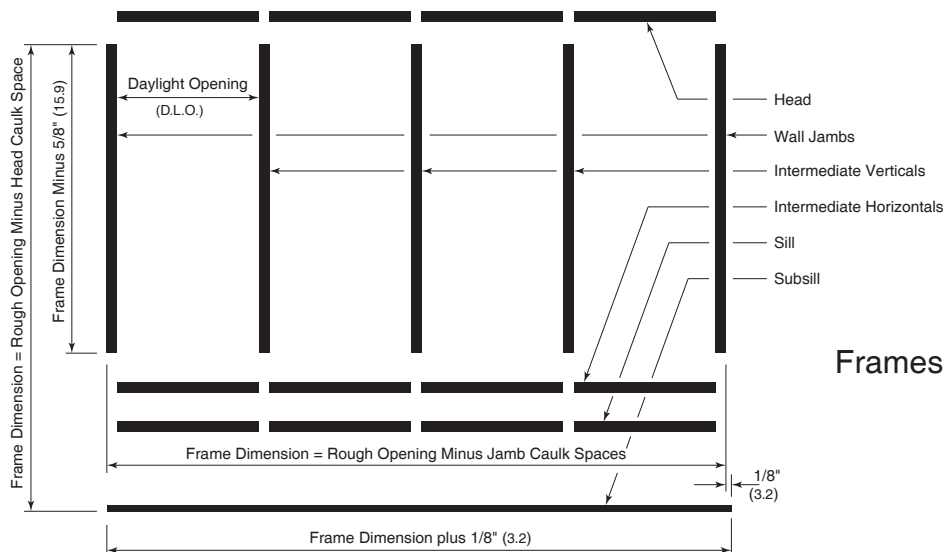 Frame Dimension = Rough Opening Minus Head Caulk Space
Frame Dimension Minus 5/8" (15.9)
Daylight Opening
(D.L.O.)
Head
Wall Jambs
Intermediate Verticals
Intermediate Horizontals
Sill
Subsill
Frames
Frame Dimension = Rough Opening Minus Jamb Caulk Spaces
1/8"
(3.2)
Frame Dimension plus 1/8" (3.2)